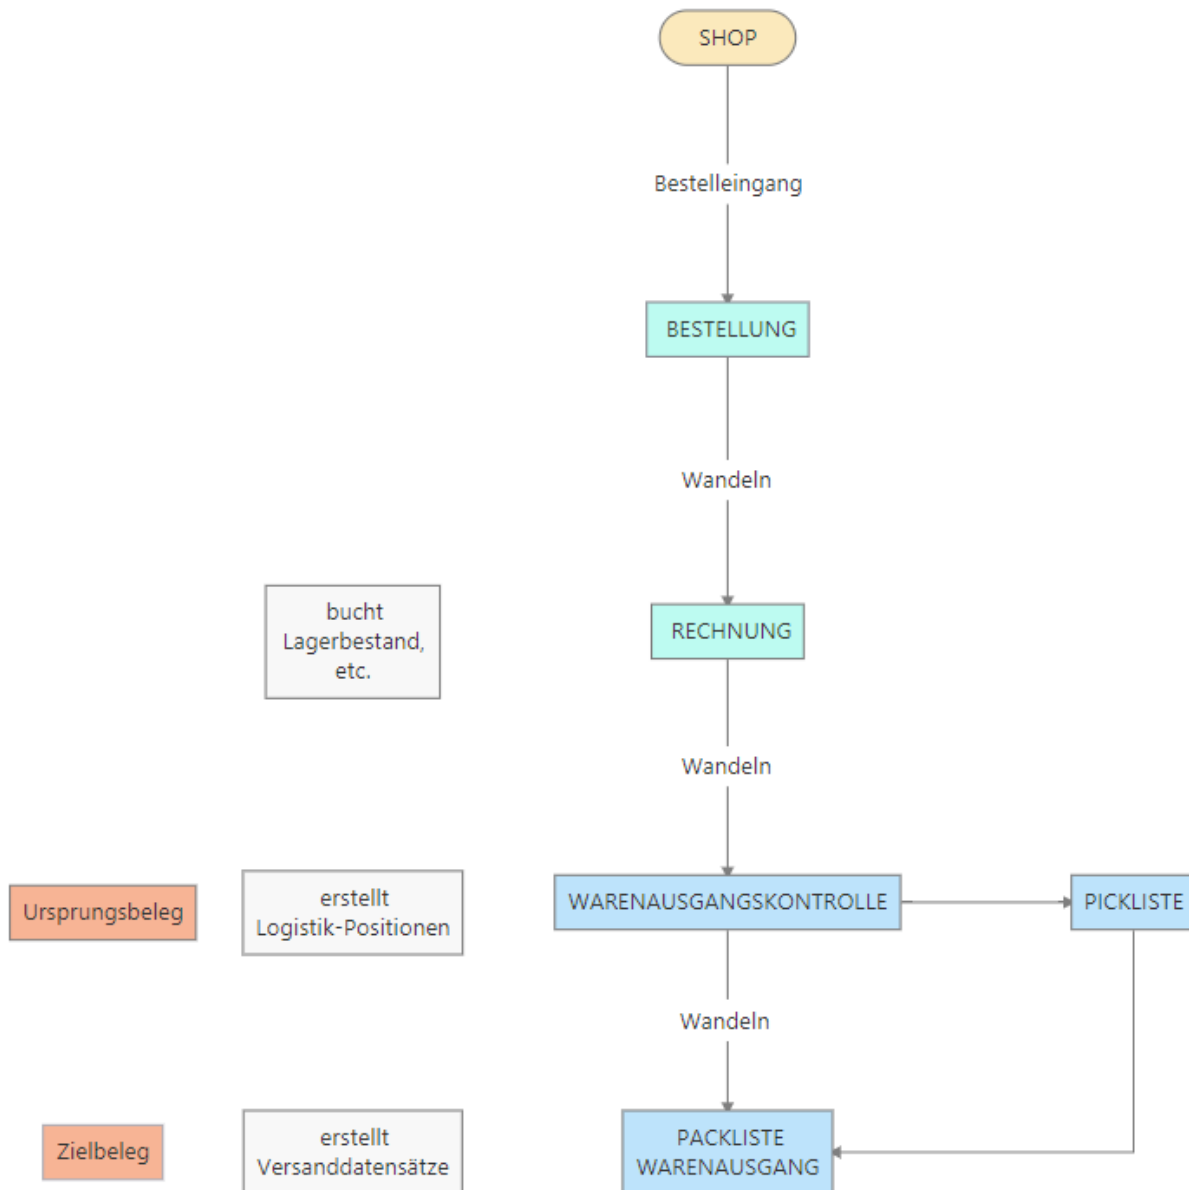 SHOP
Bestelleingang
BESTELLUNG
Wandeln
bucht
Lagerbestand,
etc.
RECHNUNG
Wandeln
Ursprungsbeleg
erstellt
Logistik-Positionen
WARENAUSGANGSKONTROLLE
PICKLISTE
Wandeln
Zielbeleg
erstellt
Versanddatensätze
PACKLISTE
WARENAUSGANG